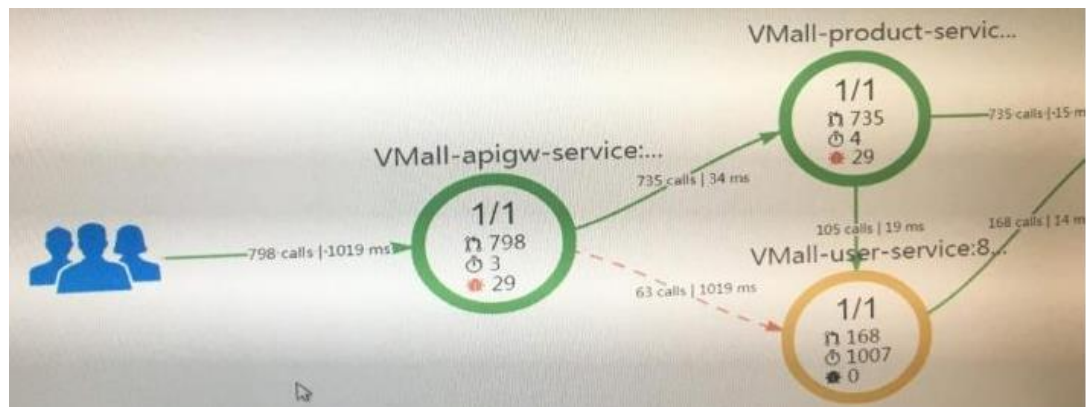 VMall-product-servic...
1/1
735
4
29
735 calls | 15 m
VMall-apigw-service:...
1/1
798
3
29
798 calls | 1019 ms
735 calls | 34 ms
105 calls | 19 ms
168 calls | 14 m
VMall-user-service:8...
63 calls | 1019 ms
1/1
168
1007
0